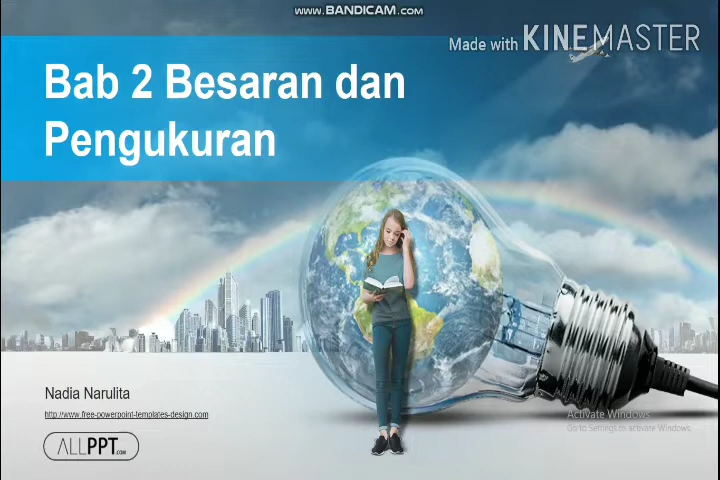 www.BANDICAM.com
Made with KINEMASTER
Bab 2 Besaran dan
Pengukuran
Nadia Narulita
http://www.free-powerpoint-templates-design.com
ALLPPT.com
Activate Windows
Go to Settings to activate Windows.